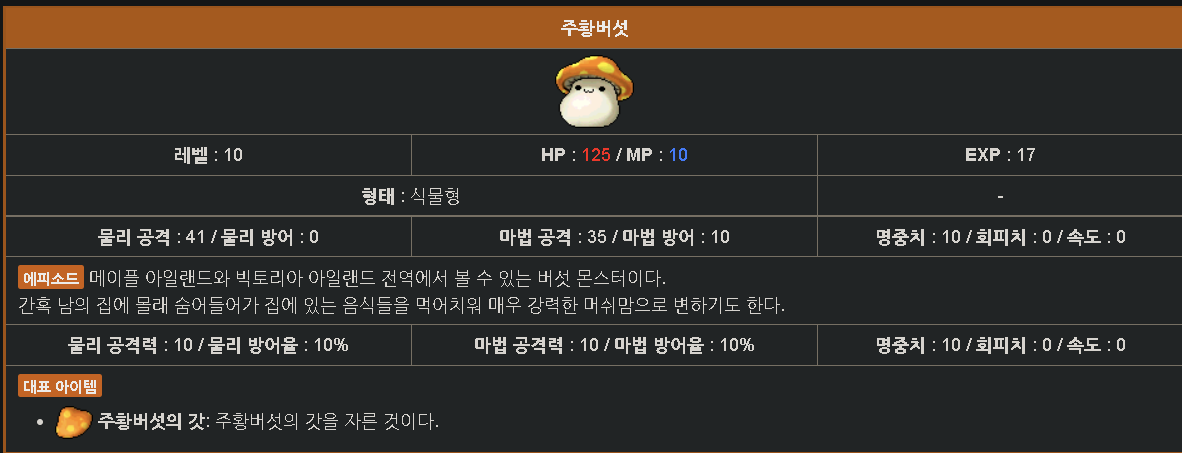 주황버섯
레벨 : 10
HP : 125 / MP : 10
EXP : 17
형태 : 식물형
-
물리 공격 : 41 / 물리 방어 : 0
마법 공격 : 35 / 마법 방어 : 10
명중치 : 10 / 회피치 : 0 / 속도 : 0
에피소드 메이플 아일랜드와 빅토리아 아일랜드 전역에서 볼 수 있는 버섯 몬스터이다.
간혹 남의 집에 몰래 숨어들어가 집에 있는 음식들을 먹어치워 매우 강력한 머쉬맘으로 변하기도 한다.
물리 공격력 : 10 / 물리 방어율 : 10%
마법 공격력 : 10 / 마법 방어율 : 10%
명중치 : 10 / 회피치 : 0 / 속도 : 0
대표 아이템
• 주황버섯의 갓: 주황버섯의 갓을 자른 것이다.